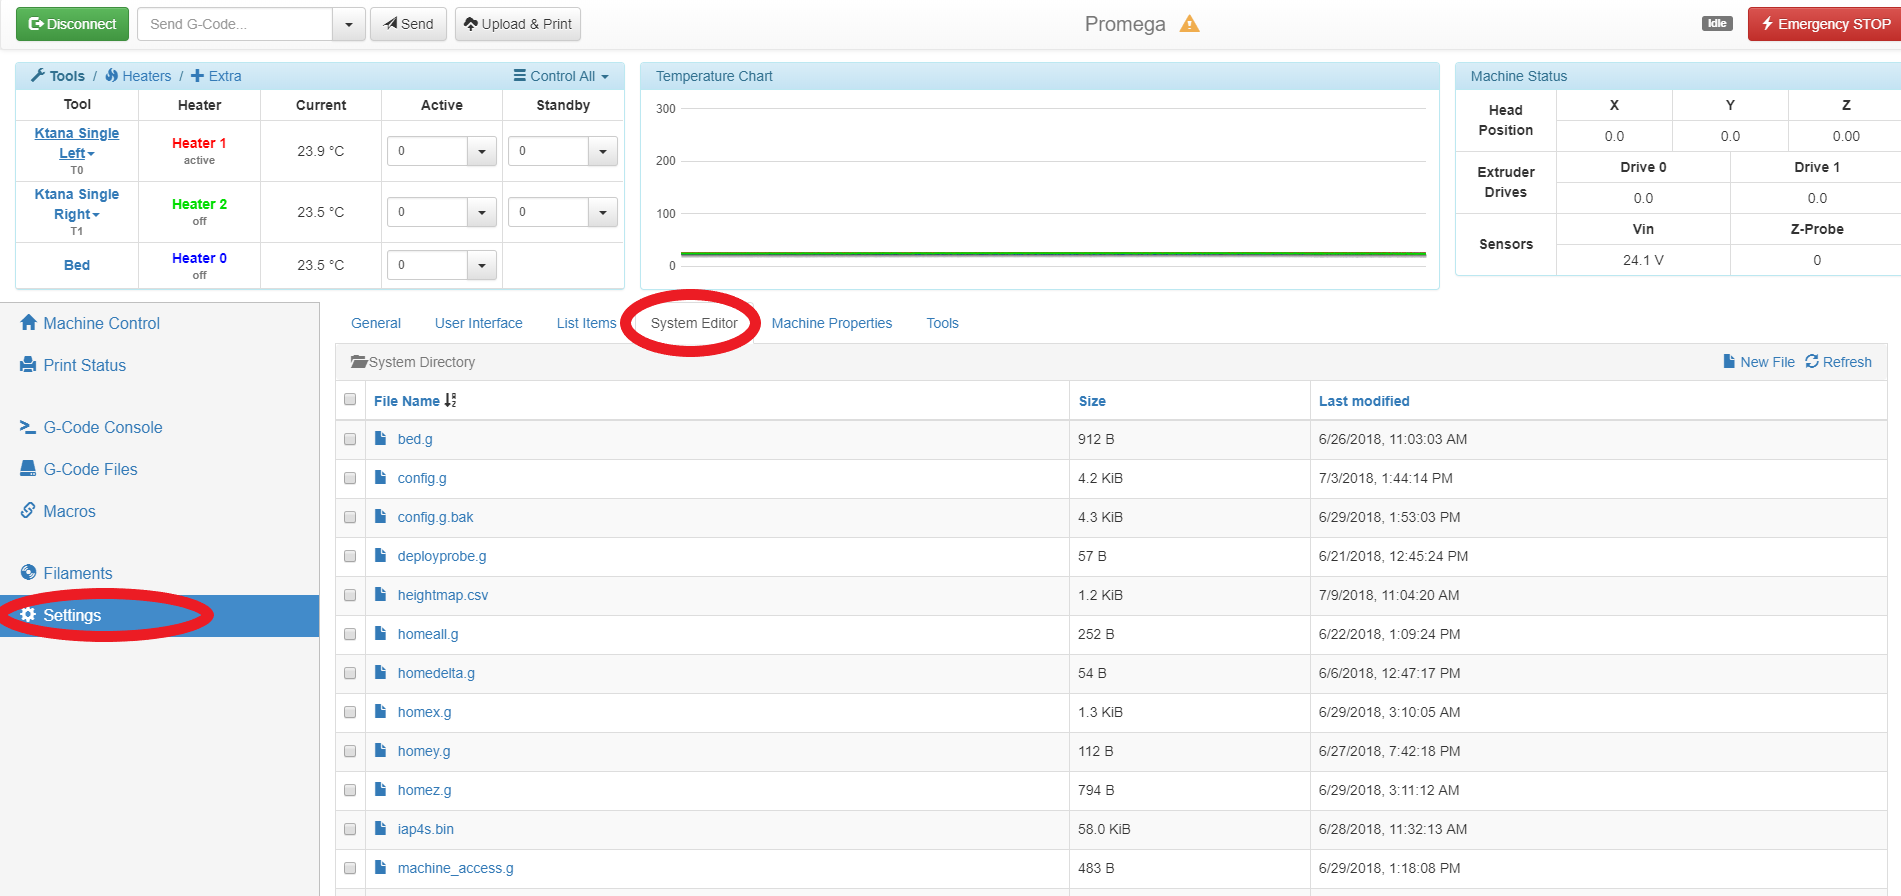 Disconnect Send G-Code... Send Upload & Print Promega Idle Emergency STOP
Tools / Heaters / Extra Control All
Tool Heater Current Active Standby
Ktana Single Left T0 Heater 1 active 23.9 °C 0 0
Ktana Single Right T1 Heater 2 off 23.5 °C 0 0
Bed Heater 0 off 23.5 °C 0
Temperature Chart
300
200
100
0
Machine Status
Head Position X Y Z
0.0 0.0 0.00
Extruder Drives Drive 0 Drive 1
0.0 0.0
Sensors Vin Z-Probe
24.1 V 0
Machine Control
Print Status
G-Code Console
G-Code Files
Macros
Filaments
Settings
General User Interface List Items System Editor Machine Properties Tools
System Directory New File Refresh
File Name Size Last modified
bed.g 912 B 6/26/2018, 11:03:03 AM
config.g 4.2 KiB 7/3/2018, 1:44:14 PM
config.g.bak 4.3 KiB 6/29/2018, 1:53:03 PM
deployprobe.g 57 B 6/21/2018, 12:45:24 PM
heightmap.csv 1.2 KiB 7/9/2018, 11:04:20 AM
homeall.g 252 B 6/22/2018, 1:09:24 PM
homedelta.g 54 B 6/6/2018, 12:47:17 PM
homex.g 1.3 KiB 6/29/2018, 3:10:05 AM
homey.g 112 B 6/27/2018, 7:42:18 PM
homez.g 794 B 6/29/2018, 3:11:12 AM
iap4s.bin 58.0 KiB 6/28/2018, 11:32:13 AM
machine_access.g 483 B 6/29/2018, 1:18:08 PM